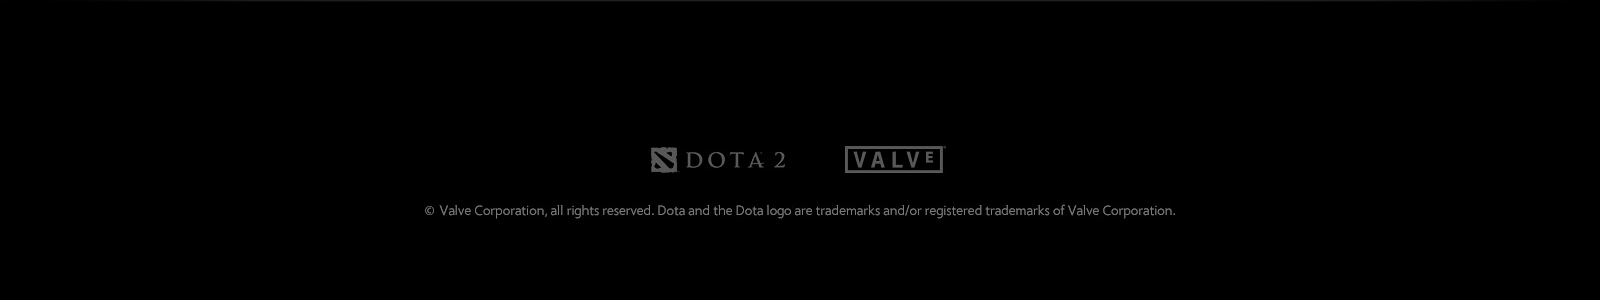 DOTA 2
VALVE
© Valve Corporation, all rights reserved. Dota and the Dota logo are trademarks and/or registered trademarks of Valve Corporation.